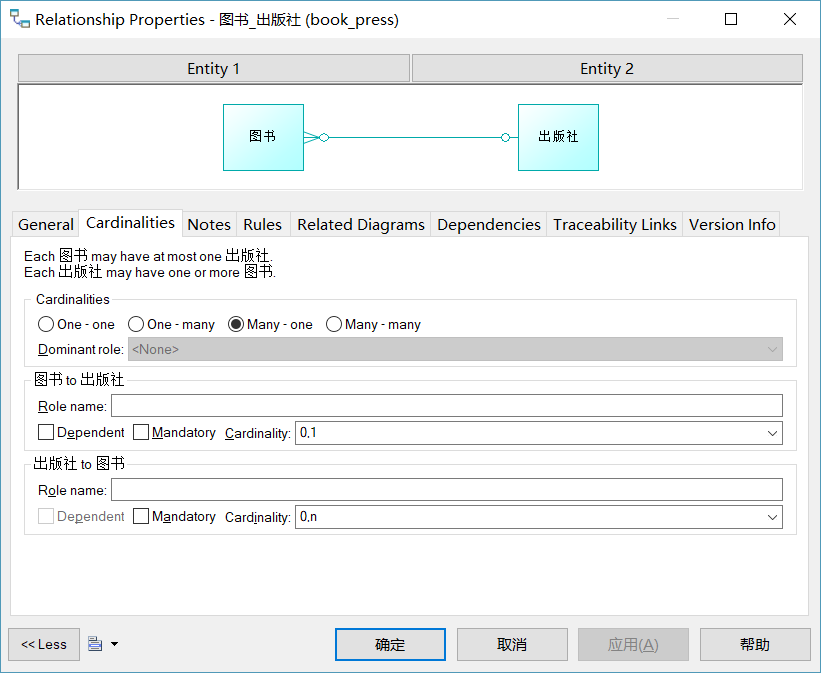 Relationship Properties - 图书_出版社 (book_press)
Entity 1 Entity 2
图书 出版社
General Cardinalities Notes Rules Related Diagrams Dependencies Traceability Links Version Info
Each 图书 may have at most one 出版社.
Each 出版社 may have one or more 图书.
Cardinalities
One - one One - many Many - one Many - many
Dominant role: <None>
图书 to 出版社
Role name:
Dependent Mandatory Cardinality: 0,1
出版社 to 图书
Role name:
Dependent Mandatory Cardinality: 0,n
<< Less 确定 取消 应用(A) 帮助